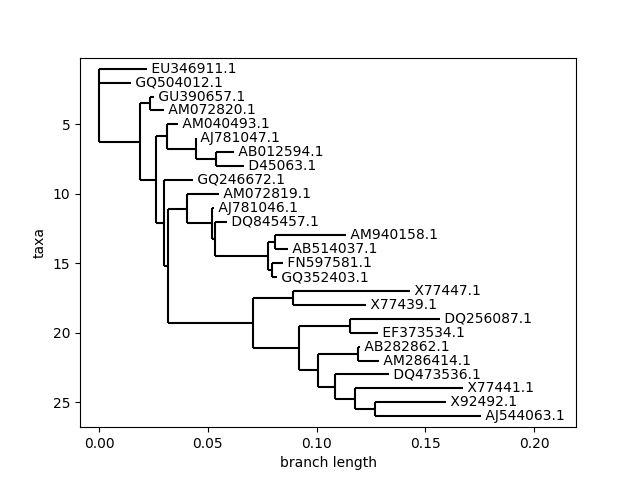 EU346911.1
GQ504012.1
GU390657.1
AM072820.1
AM040493.1
AJ781047.1
AB012594.1
D45063.1
GQ246672.1
AM072819.1
AJ781046.1
DQ845457.1
AM940158.1
AB514037.1
FN597581.1
GQ352403.1
X77447.1
X77439.1
DQ256087.1
EF373534.1
AB282862.1
AM286414.1
DQ473536.1
X77441.1
X92492.1
AJ544063.1
5
10
15
20
25
taxa
0.00 0.05 0.10 0.15 0.20
branch length